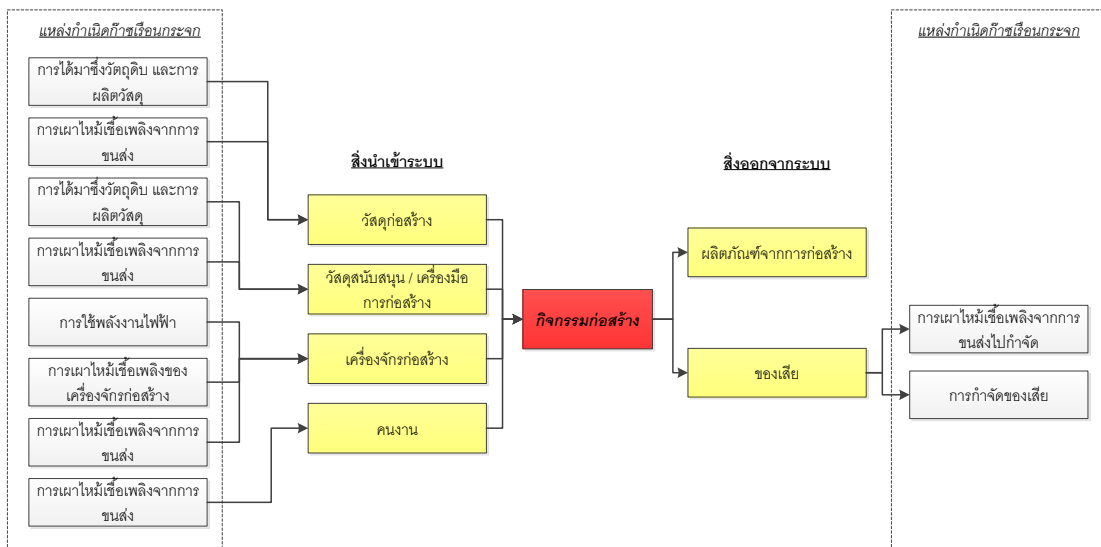 แหล่งกำเนิดก๊าซเรือนกระจก
การได้มาซึ่งวัตถุดิบ และการ
ผลิตวัสดุ
การเผาไหม้เชื้อเพลิงจากการ
ขนส่ง
การได้มาซึ่งวัตถุดิบ และการ
ผลิตวัสดุ
การเผาไหม้เชื้อเพลิงจากการ
ขนส่ง
การใช้พลังงานไฟฟ้า
การเผาไหม้เชื้อเพลิงของ
เครื่องจักรก่อสร้าง
การเผาไหม้เชื้อเพลิงจากการ
ขนส่ง
การเผาไหม้เชื้อเพลิงจากการ
ขนส่ง
สิ่งนำเข้าระบบ
วัสดุก่อสร้าง
วัสดุสนับสนุน / เครื่องมือ
การก่อสร้าง
เครื่องจักรก่อสร้าง
คนงาน
กิจกรรมก่อสร้าง
สิ่งออกจากระบบ
ผลิตภัณฑ์จากการก่อสร้าง
ของเสีย
แหล่งกำเนิดก๊าซเรือนกระจก
การเผาไหม้เชื้อเพลิงจากการ
ขนส่งไปกำจัด
การกำจัดของเสีย